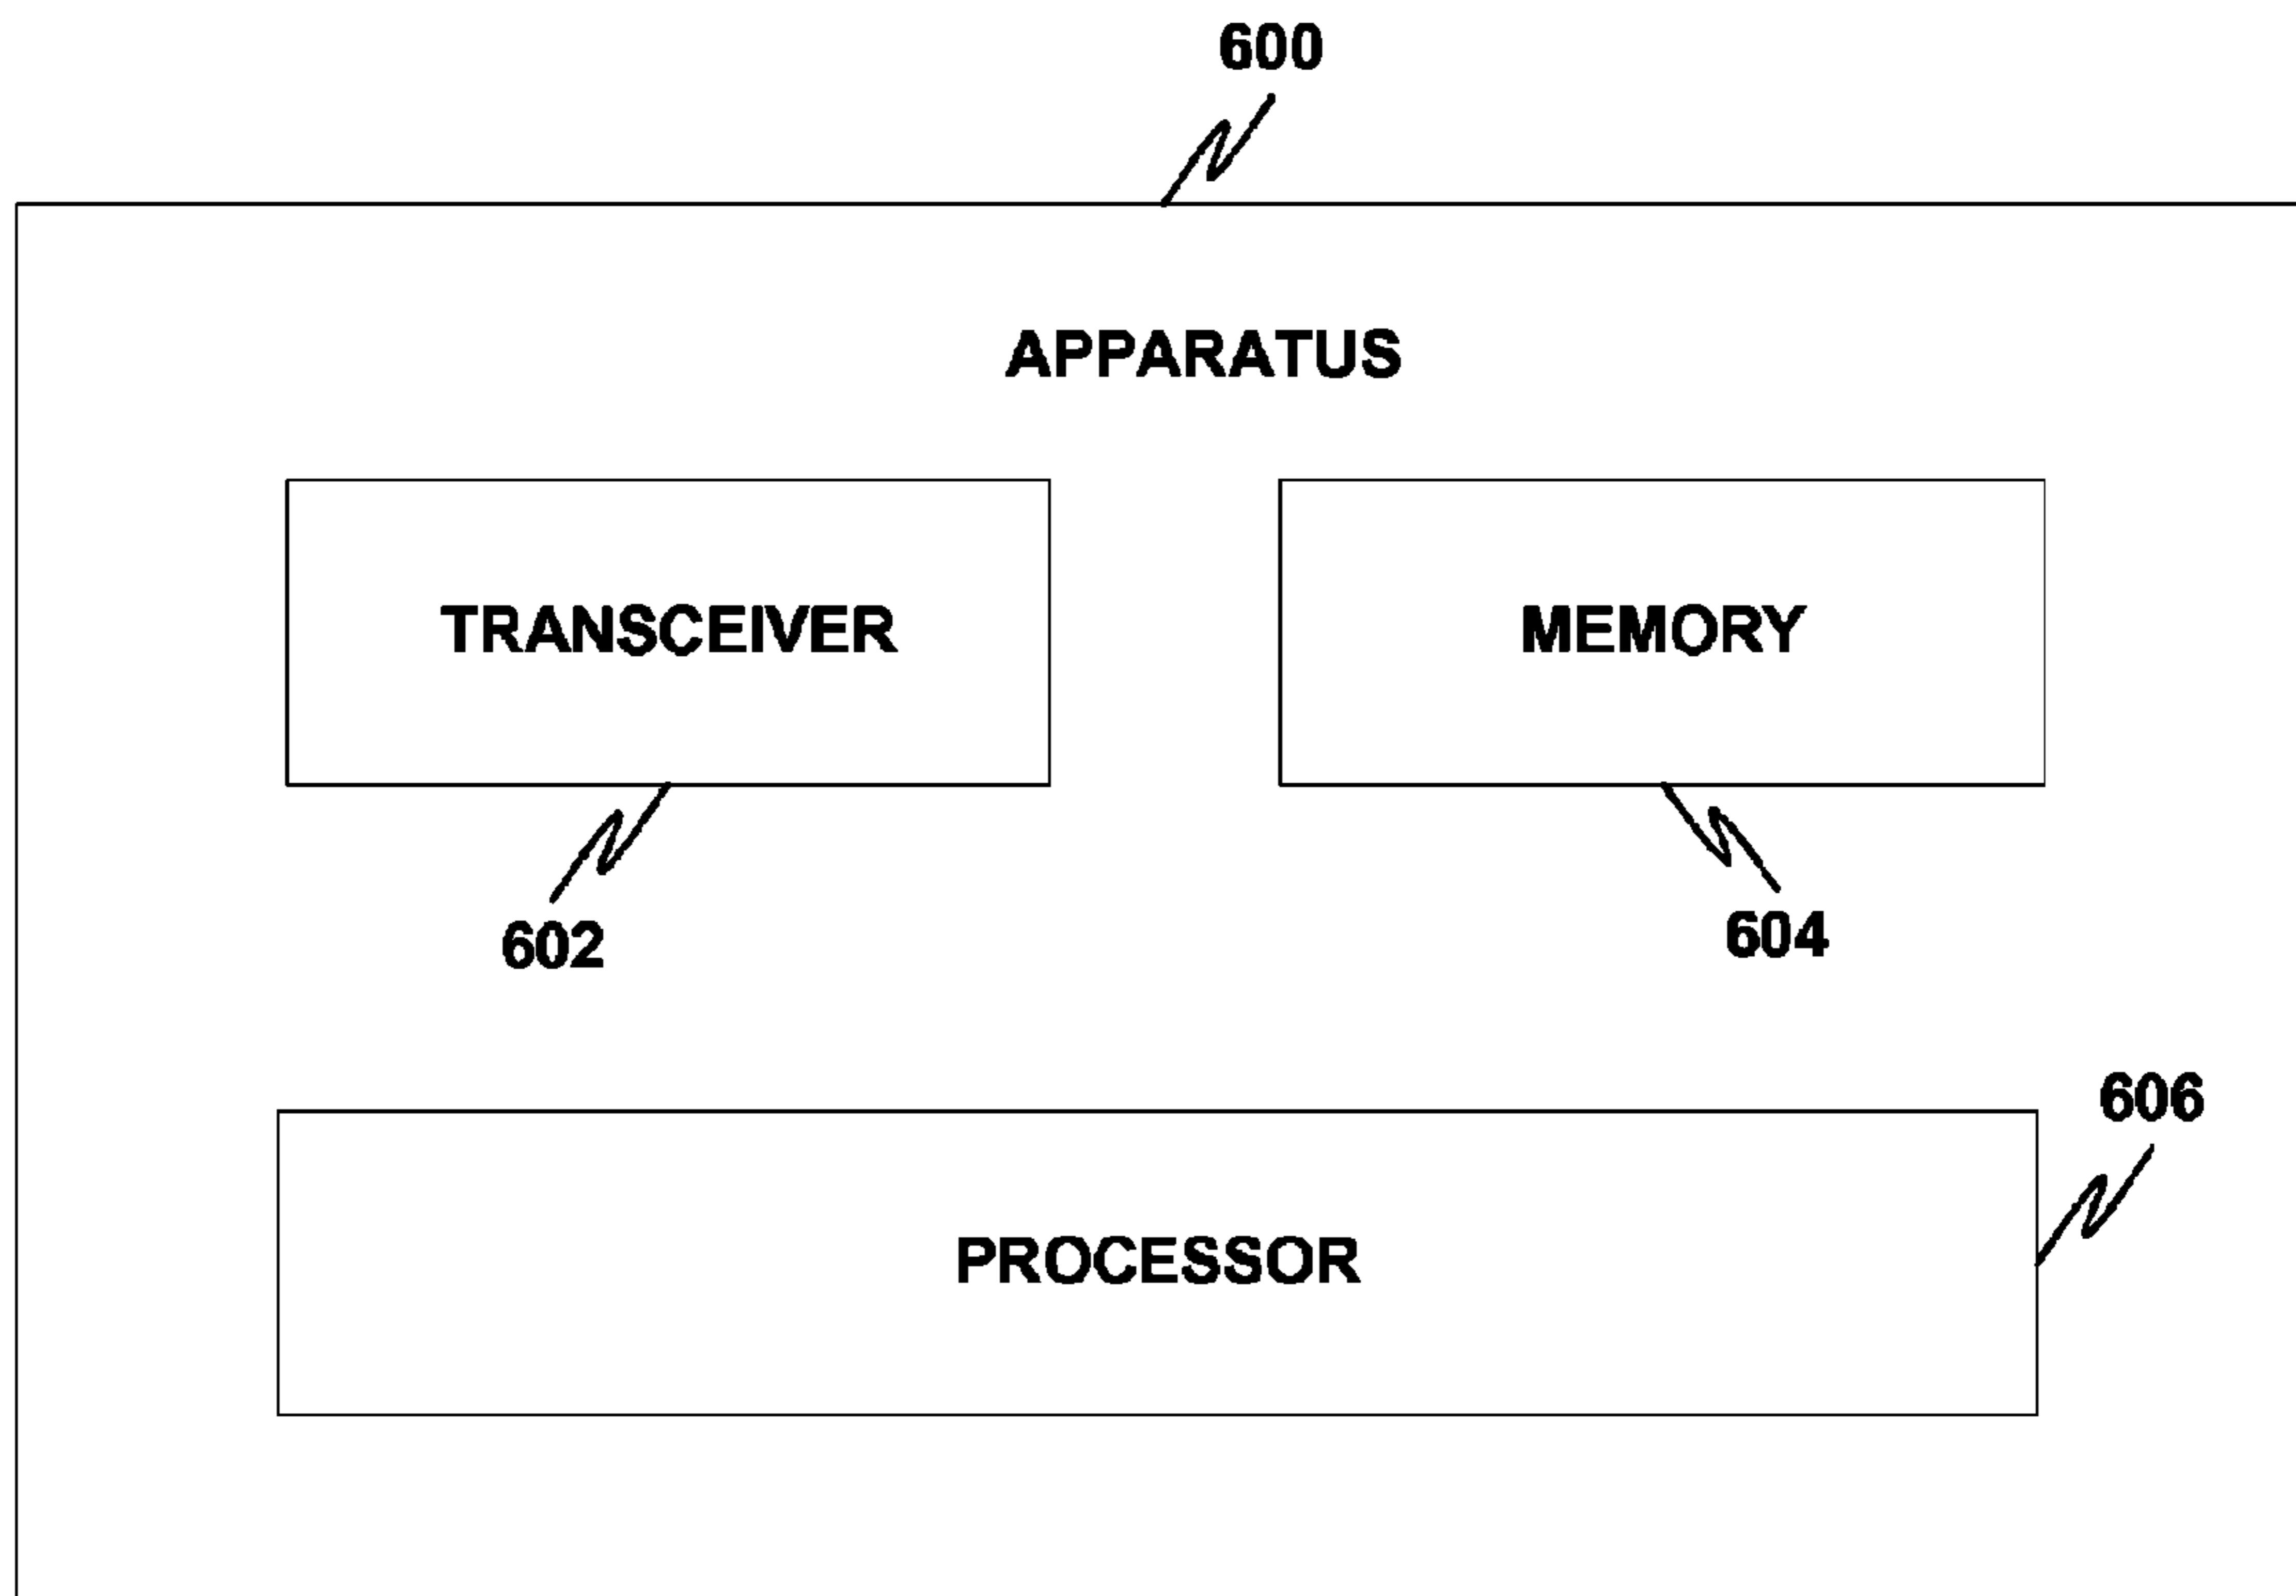 600
APPARATUS
TRANSCEIVER
MEMORY
602
604
606
PROCESSOR